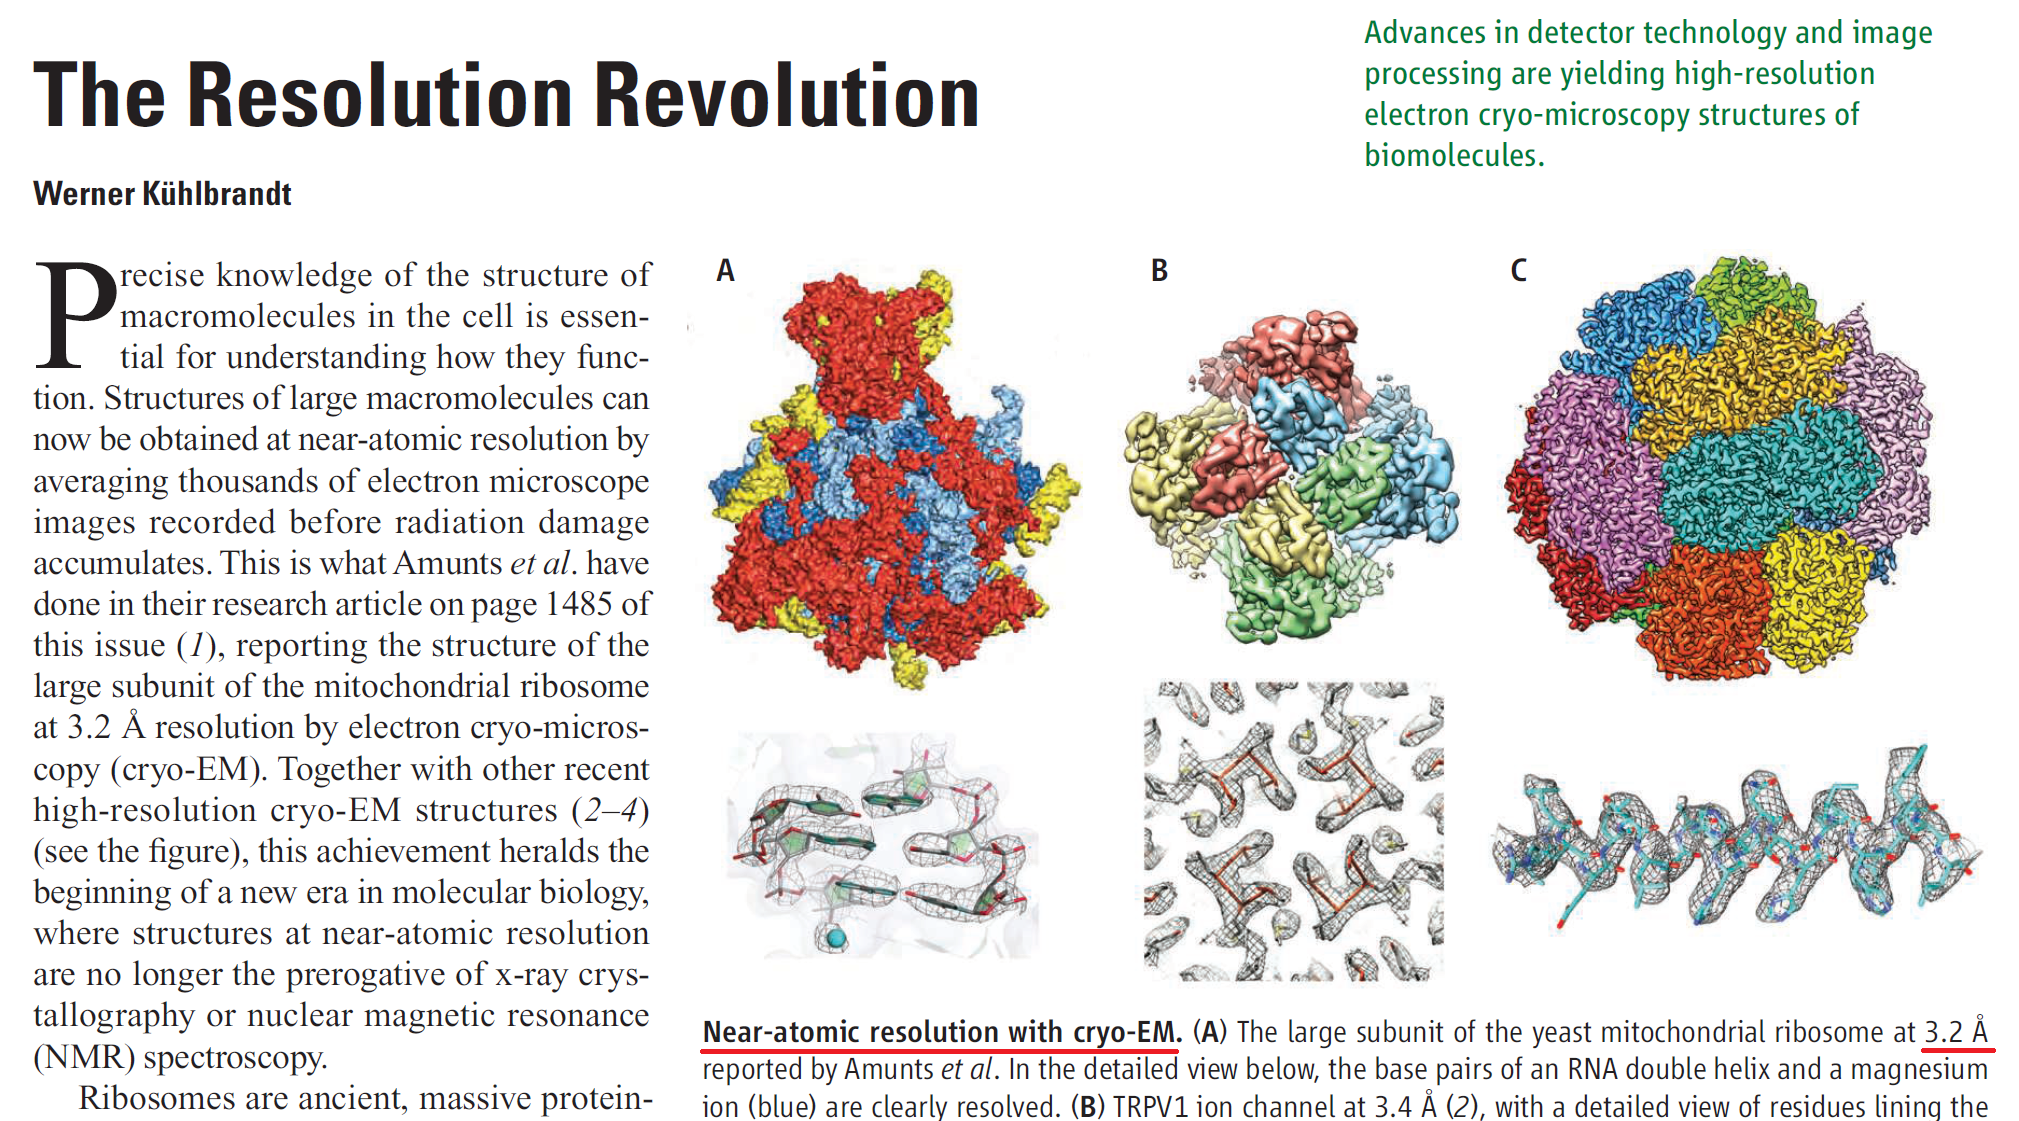 The Resolution Revolution
Werner Kühlbrandt
Advances in detector technology and image
processing are yielding high-resolution
electron cryo-microscopy structures of
biomolecules.
Precise knowledge of the structure of
macromolecules in the cell is essen-
tial for understanding how they func-
tion. Structures of large macromolecules can
now be obtained at near-atomic resolution by
averaging thousands of electron microscope
images recorded before radiation damage
accumulates. This is what Amunts et al. have
done in their research article on page 1485 of
this issue (1), reporting the structure of the
large subunit of the mitochondrial ribosome
at 3.2 Å resolution by electron cryo-micros-
copy (cryo-EM). Together with other recent
high-resolution cryo-EM structures (2–4)
(see the figure), this achievement heralds the
beginning of a new era in molecular biology,
where structures at near-atomic resolution
are no longer the prerogative of x-ray crys-
tallography or nuclear magnetic resonance
(NMR) spectroscopy.
Ribosomes are ancient, massive protein-
A
B
C
Near-atomic resolution with cryo-EM. (A) The large subunit of the yeast mitochondrial ribosome at 3.2 Å
reported by Amunts et al. In the detailed view below, the base pairs of an RNA double helix and a magnesium
ion (blue) are clearly resolved. (B) TRPV1 ion channel at 3.4 Å (2), with a detailed view of residues lining the